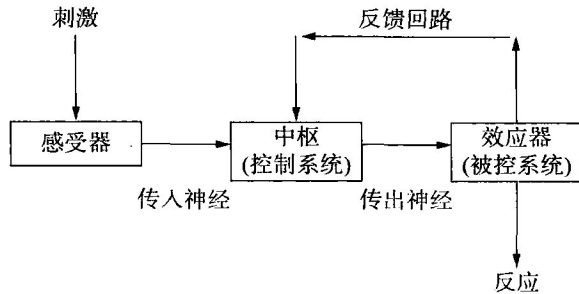 刺激
反馈回路
感受器
中枢
(控制系统)
效应器
(被控系统)
传入神经
传出神经
反应